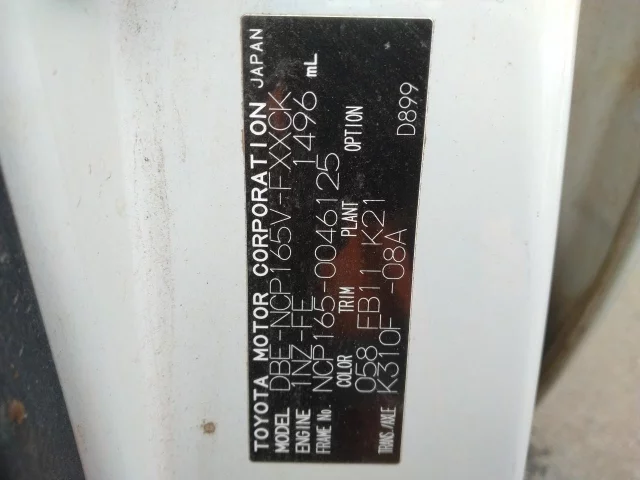 TOYOTA MOTOR CORPORATION JAPAN
MODEL DBE-NCP165V-FXXCK
ENGINE 1NZ-FE 1496 mL
FRAME No. NCP165-0046125
COLOR TRIM PLANT OPTION
058 FB11 K21
TRANS./AXLE K310F -08A
D899